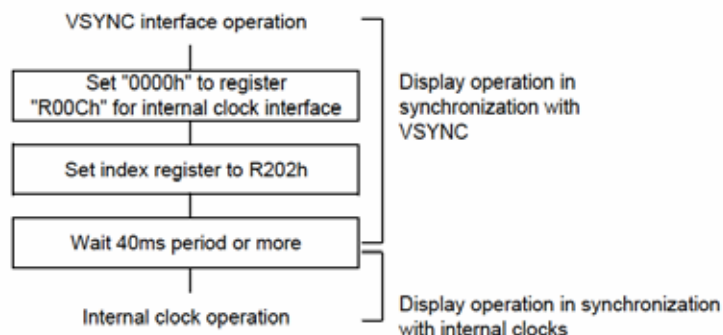 VSYNC interface operation
Set "0000h" to register
"R00Ch" for internal clock interface
Set index register to R202h
Wait 40ms period or more
Internal clock operation
Display operation in
synchronization with
VSYNC
Display operation in synchronization
with internal clocks